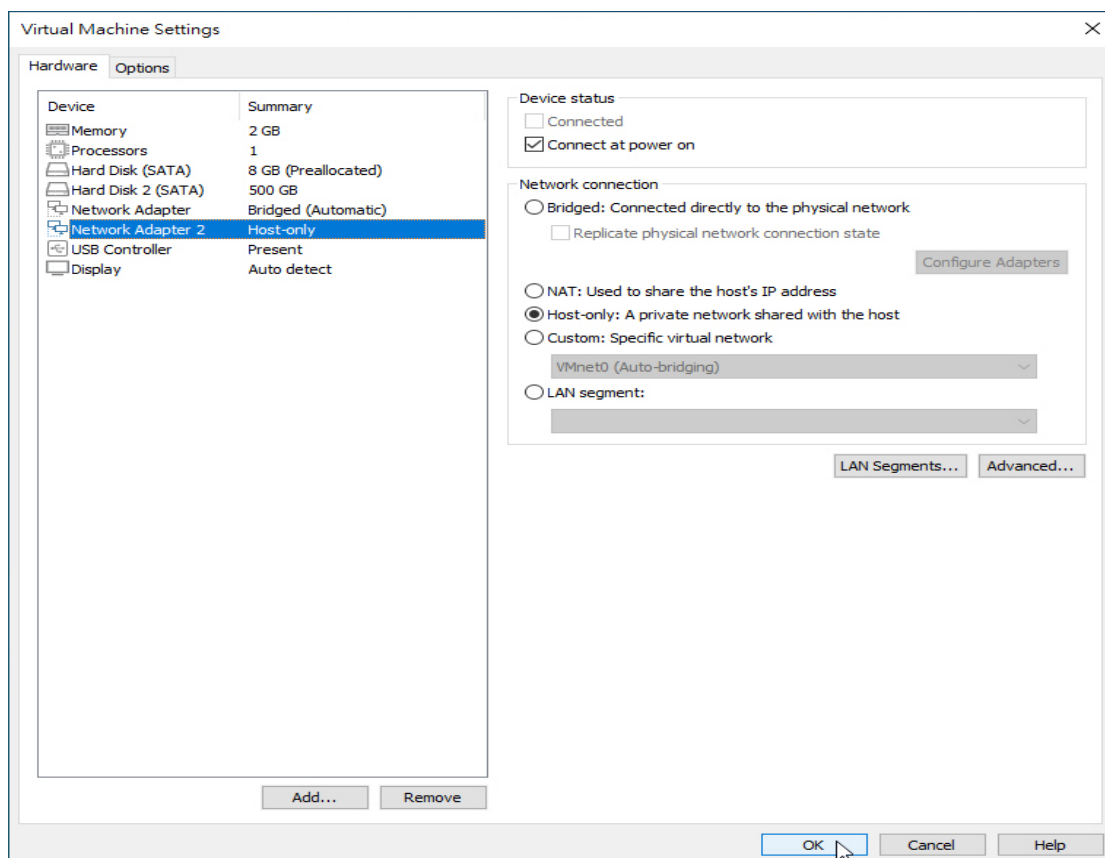 Virtual Machine Settings
Hardware Options
Device Summary
Memory 2 GB
Processors 1
Hard Disk (SATA) 8 GB (Preallocated)
Hard Disk 2 (SATA) 500 GB
Network Adapter Bridged (Automatic)
Network Adapter 2 Host-only
USB Controller Present
Display Auto detect
Add... Remove
Device status
Connected
Connect at power on
Network connection
Bridged: Connected directly to the physical network
Replicate physical network connection state
Configure Adapters
NAT: Used to share the host's IP address
Host-only: A private network shared with the host
Custom: Specific virtual network
VMnet0 (Auto-bridging)
LAN segment:
LAN Segments... Advanced...
OK Cancel Help